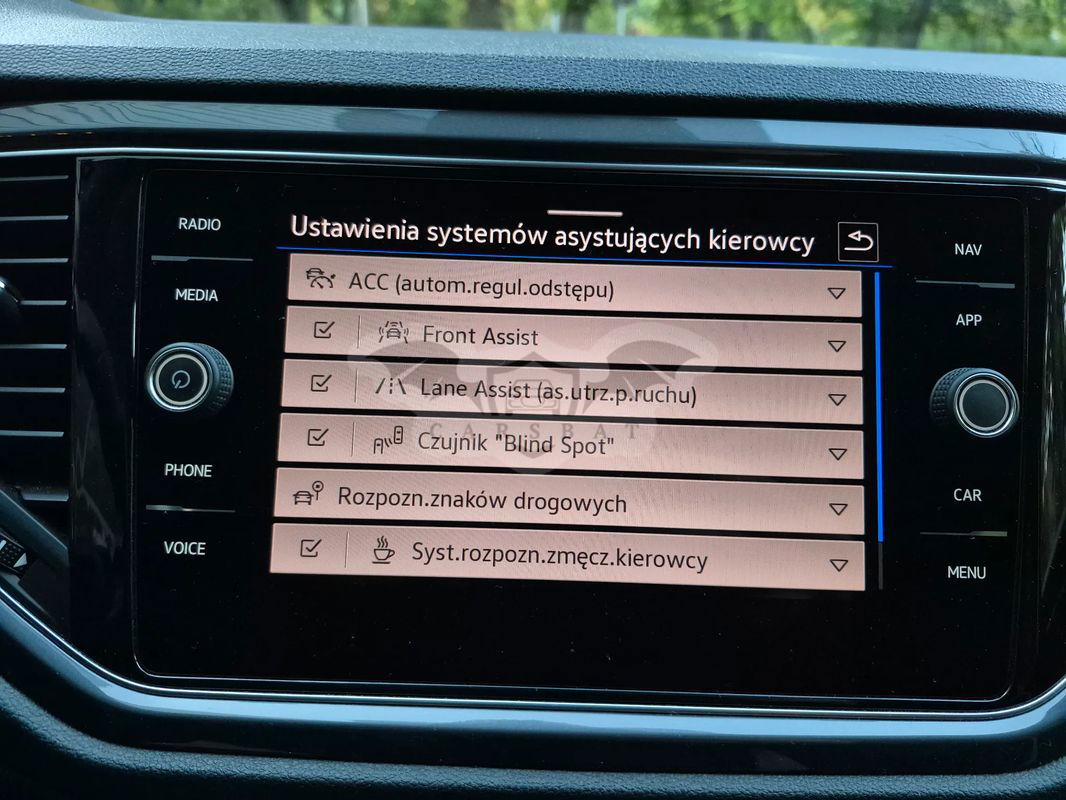 Ustawienia systemów asystujących kierowcy
RADIO
MEDIA
PHONE
VOICE
ACC (autom.regul.odstępu)
Front Assist
Lane Assist (as.utrz.p.ruchu)
CARSBAT
Czujnik "Blind Spot"
Rozpozn.znaków drogowych
Syst.rozpozn.zmęcz.kierowcy
NAV
APP
CAR
MENU